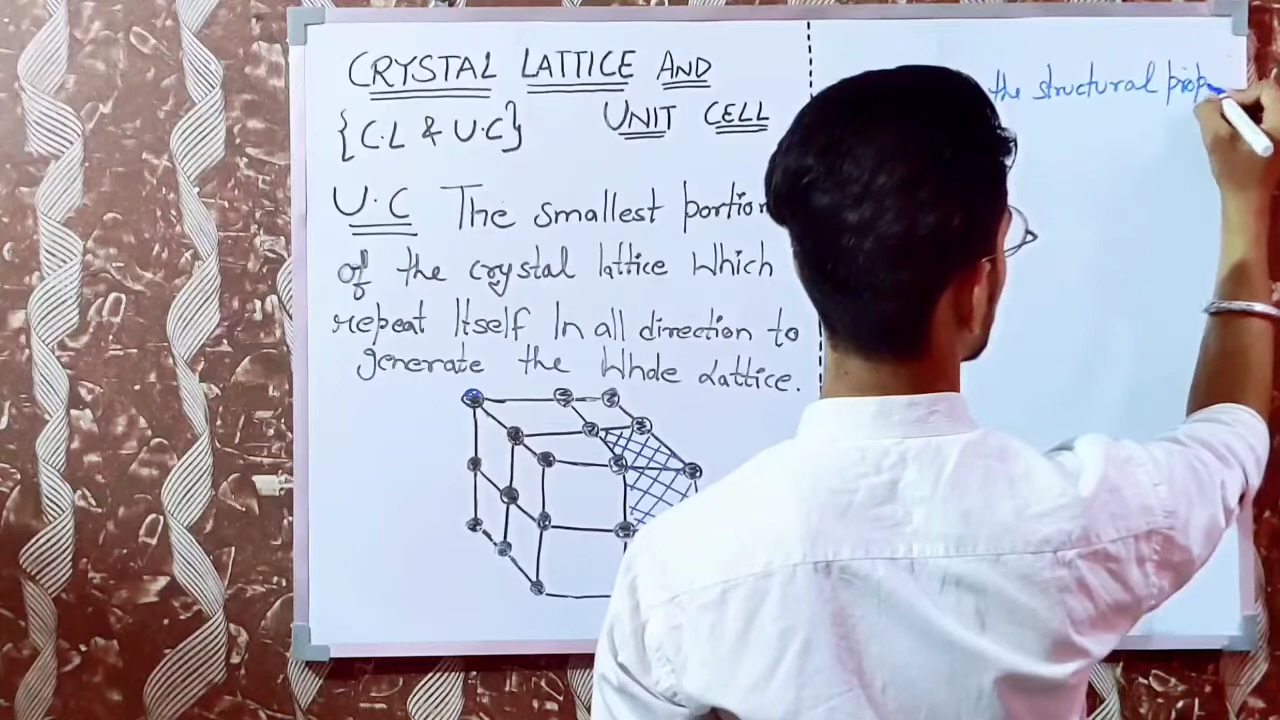 CRYSTAL LATTICE AND
{C.L & U.C} UNIT CELL
U.C The smallest portion
of the crystal lattice Which
repeat Itself In all direction to
generate the Whole Lattice.
the structural prop